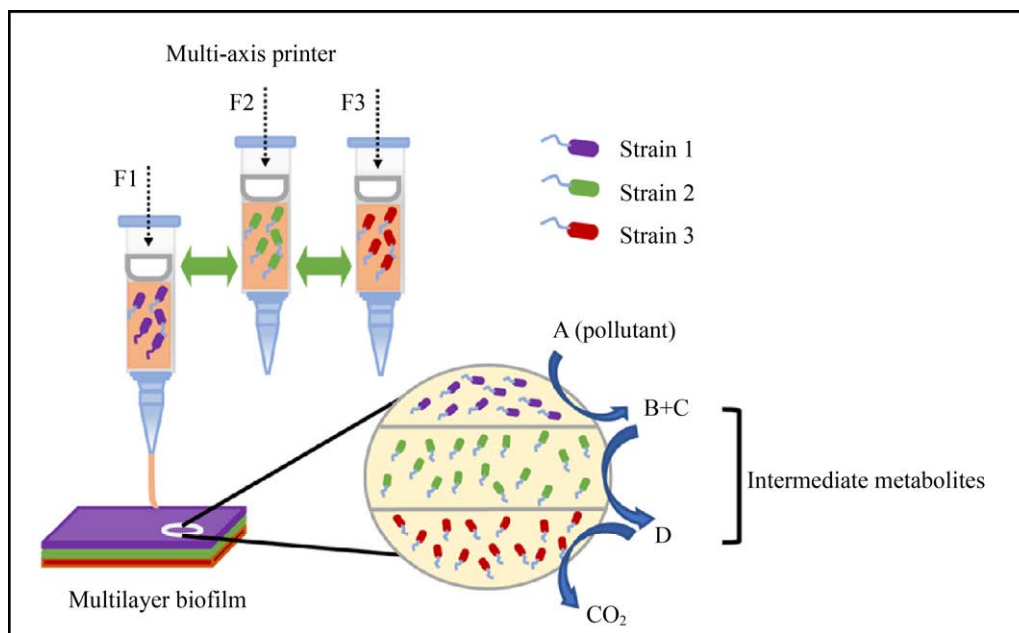 Multi-axis printer
F1
F2
F3
Strain 1
Strain 2
Strain 3
A (pollutant)
B+C
Intermediate metabolites
D
CO₂
Multilayer biofilm